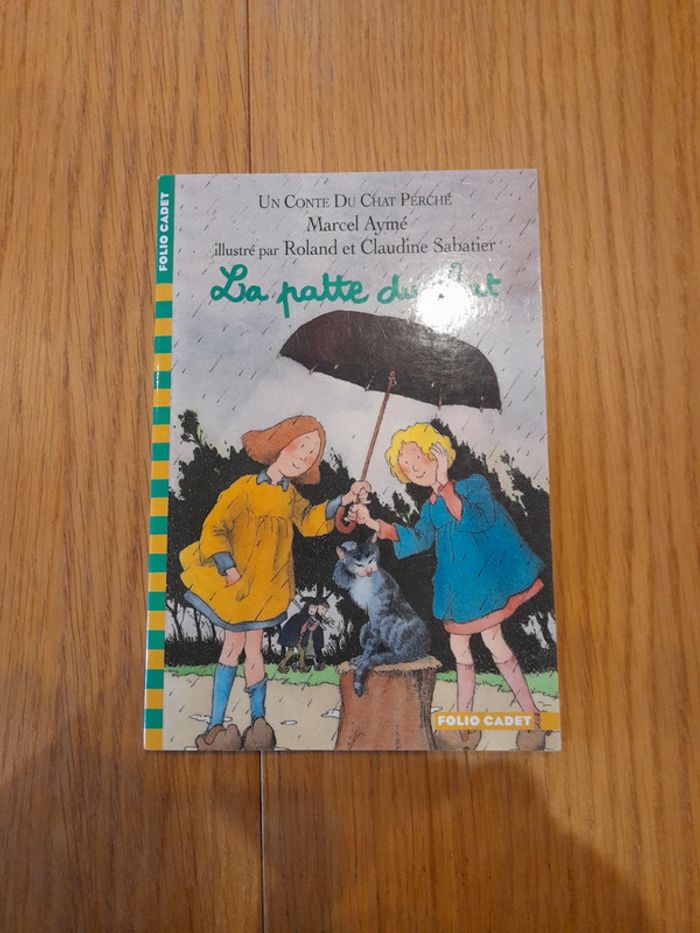 FOLIO CADET
UN CONTE DU CHAT PERCHÉ
Marcel Aymé
illustré par Roland et Claudine Sabatier
La patte du
FOLIO CADET